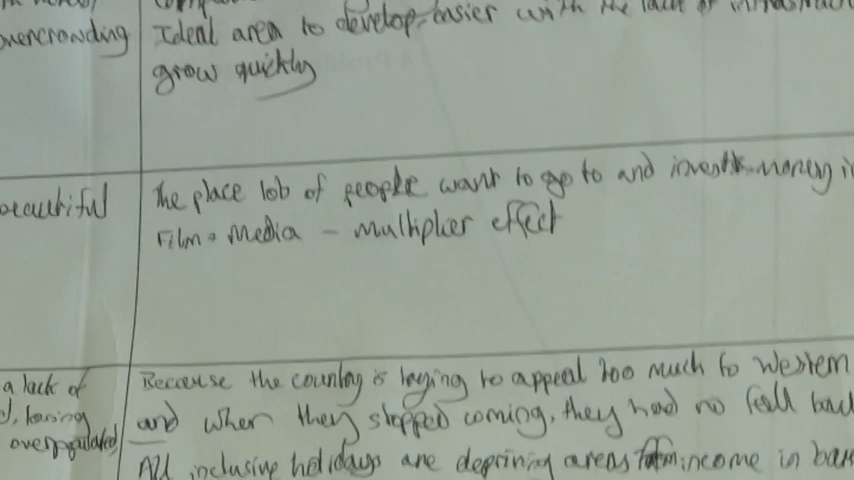 overcrowding Ideal area to develop, easier with the lack of
grow quickly
beautiful The place lob of people want to go to and invest money in
Film + Media - multiplier effect
a lack of Because the country is trying to appeal too much to Western
having and when they stopped coming, they had no fall back
overpopulated All inclusive holidays are depriving areas from income in